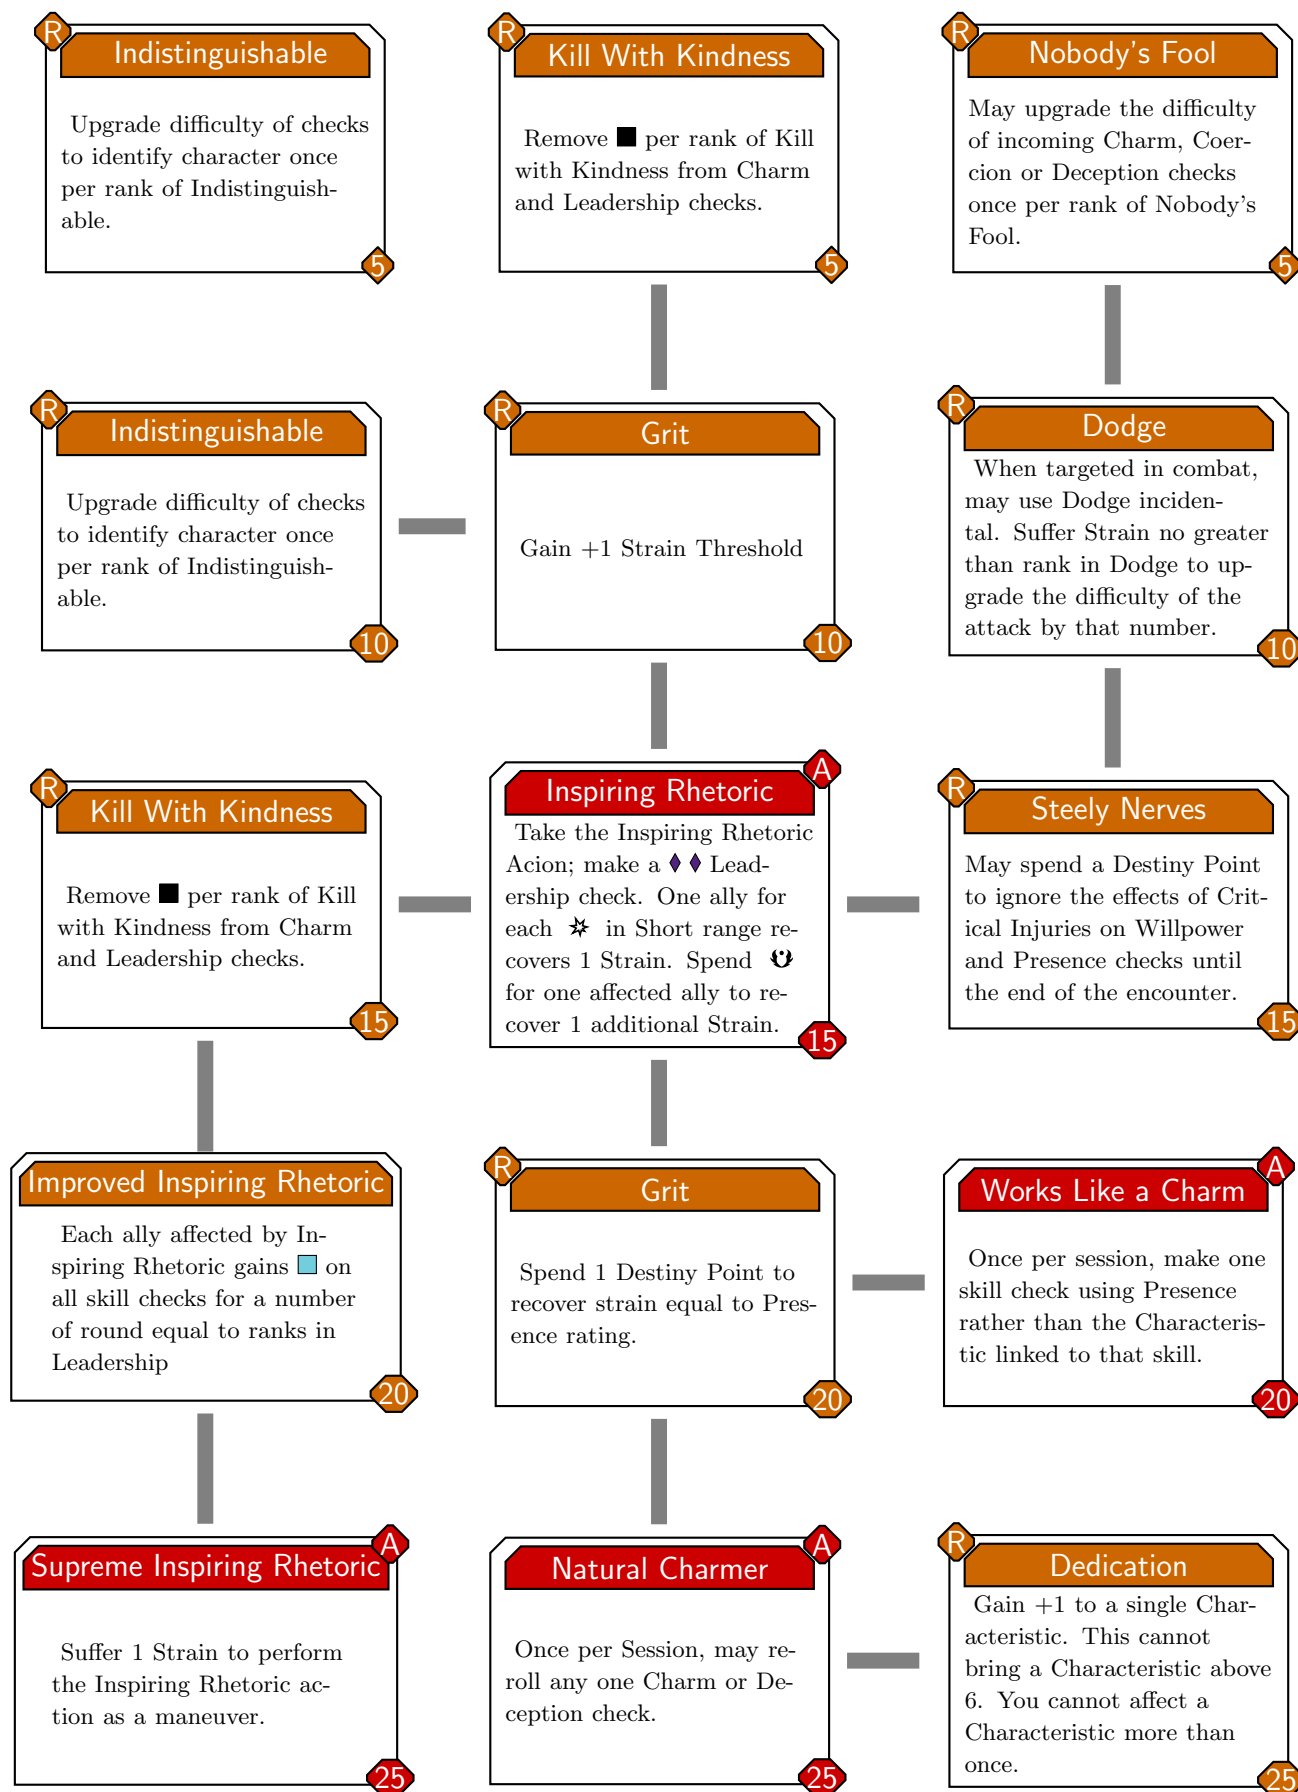 R
Indistinguishable
Upgrade difficulty of checks
to identify character once
per rank of Indistinguish-
able.
5
R
Kill With Kindness
Remove per rank of Kill
with Kindness from Charm
and Leadership checks.
5
R
Nobody's Fool
May upgrade the difficulty
of incoming Charm, Coer-
cion or Deception checks
once per rank of Nobody's
Fool.
5
R
Indistinguishable
Upgrade difficulty of checks
to identify character once
per rank of Indistinguish-
able.
10
R
Grit
Gain +1 Strain Threshold
10
R
Dodge
When targeted in combat,
may use Dodge inciden-
tal. Suffer Strain no greater
than rank in Dodge to up-
grade the difficulty of the
attack by that number.
10
R
Kill With Kindness
Remove per rank of Kill
with Kindness from Charm
and Leadership checks.
15
A
Inspiring Rhetoric
Take the Inspiring Rhetoric
Acion; make a Lead-
ership check. One ally for
each in Short range re-
covers 1 Strain. Spend
for one affected ally to re-
cover 1 additional Strain.
15
R
Steely Nerves
May spend a Destiny Point
to ignore the effects of Crit-
ical Injuries on Willpower
and Presence checks until
the end of the encounter.
15
Improved Inspiring Rhetoric
Each ally affected by In-
spiring Rhetoric gains on
all skill checks for a number
of round equal to ranks in
Leadership
20
R
Grit
Spend 1 Destiny Point to
recover strain equal to Pres-
ence rating.
20
A
Works Like a Charm
Once per session, make one
skill check using Presence
rather than the Characteris-
tic linked to that skill.
20
A
Supreme Inspiring Rhetoric
Suffer 1 Strain to perform
the Inspiring Rhetoric ac-
tion as a maneuver.
25
A
Natural Charmer
Once per Session, may re-
roll any one Charm or De-
ception check.
25
R
Dedication
Gain +1 to a single Char-
acteristic. This cannot
bring a Characteristic above
6. You cannot affect a
Characteristic more than
once.
25